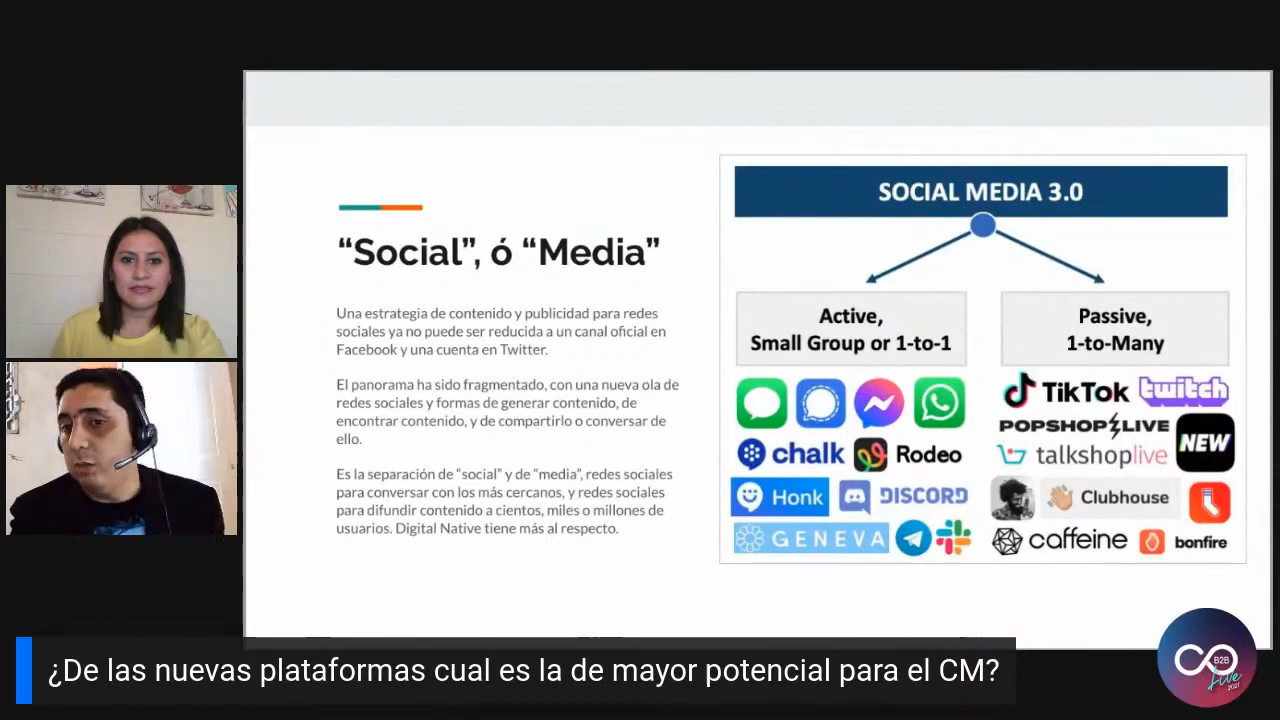 “Social”, ó “Media”
Una estrategia de contenido y publicidad para redes
sociales ya no puede ser reducida a un canal oficial en
Facebook y una cuenta en Twitter.
El panorama ha sido fragmentado, con una nueva ola de
redes sociales y formas de generar contenido, de
encontrar contenido, y de compartirlo o conversar de
ello.
Es la separación de “social” y de “media”, redes sociales
para conversar con los más cercanos, y redes sociales
para difundir contenido a cientos, miles o millones de
usuarios. Digital Native tiene más al respecto.
SOCIAL MEDIA 3.0
Active,
Small Group or 1-to-1
chalk Rodeo
Honk DISCORD
GENEVA
Passive,
1-to-Many
TikTok twitch
POPSHOP LIVE
NEW
talkshoplive
Clubhouse
caffeine bonfire
¿De las nuevas plataformas cual es la de mayor potencial para el CM?
B2B
Live
2021